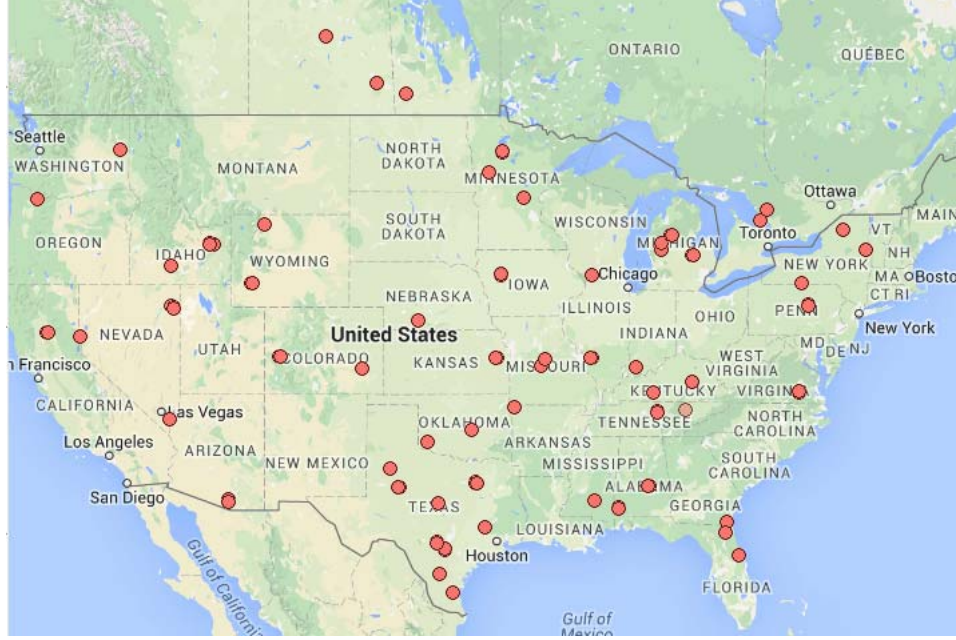 ONTARIO
QUÉBEC
Seattle
WASHINGTON
MONTANA
NORTH
DAKOTA
MINNESOTA
Ottawa
MAIN
OREGON
IDAHO
WYOMING
SOUTH
DAKOTA
WISCONSIN
MICHIGAN
Toronto
VT
NH
NEW YORK
MA
Bosto
CT RI
NEBRASKA
IOWA
Chicago
ILLINOIS
INDIANA
OHIO
PENN
New York
MD
DE
NJ
NEVADA
UTAH
COLORADO
United States
KANSAS
MISSOURI
WEST
VIRGINIA
KENTUCKY
VIRGINIA
n Francisco
CALIFORNIA
Las Vegas
Los Angeles
ARIZONA
NEW MEXICO
OKLAHOMA
ARKANSAS
TENNESSEE
NORTH
CAROLINA
MISSISSIPPI
SOUTH
CAROLINA
San Diego
TEXAS
ALABAMA
GEORGIA
LOUISIANA
Houston
FLORIDA
Gulf of California
Gulf of
Mexico